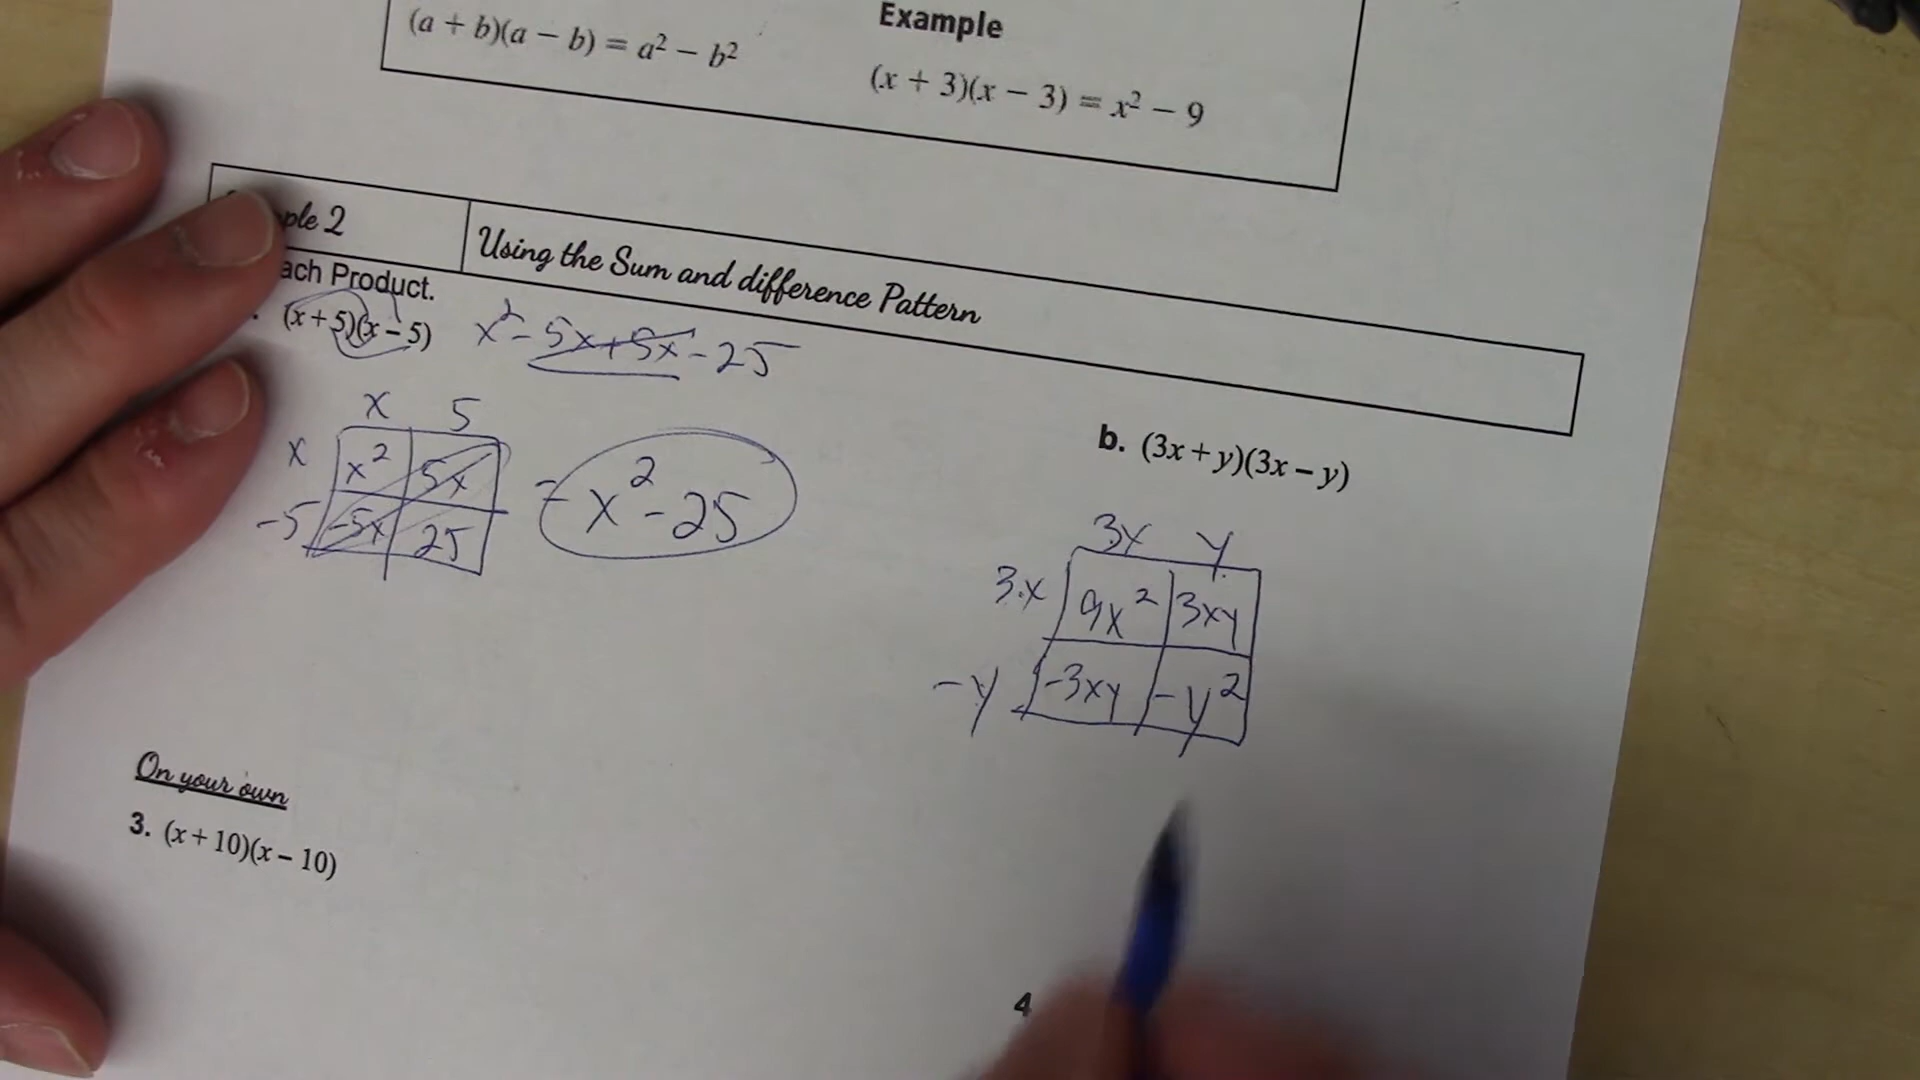 (a + b)(a − b) = a² − b²
Example
(x + 3)(x − 3) = x² − 9
ple 2
Using the Sum and difference Pattern
ach Product.
(x + 5)(x − 5)
x² − 5x + 5x − 25
x 5
x x² 5x
−5 −5x 25
= x² − 25
b. (3x + y)(3x − y)
3x y
3x 9x² 3xy
−y −3xy −y²
On your own
3. (x + 10)(x − 10)
4